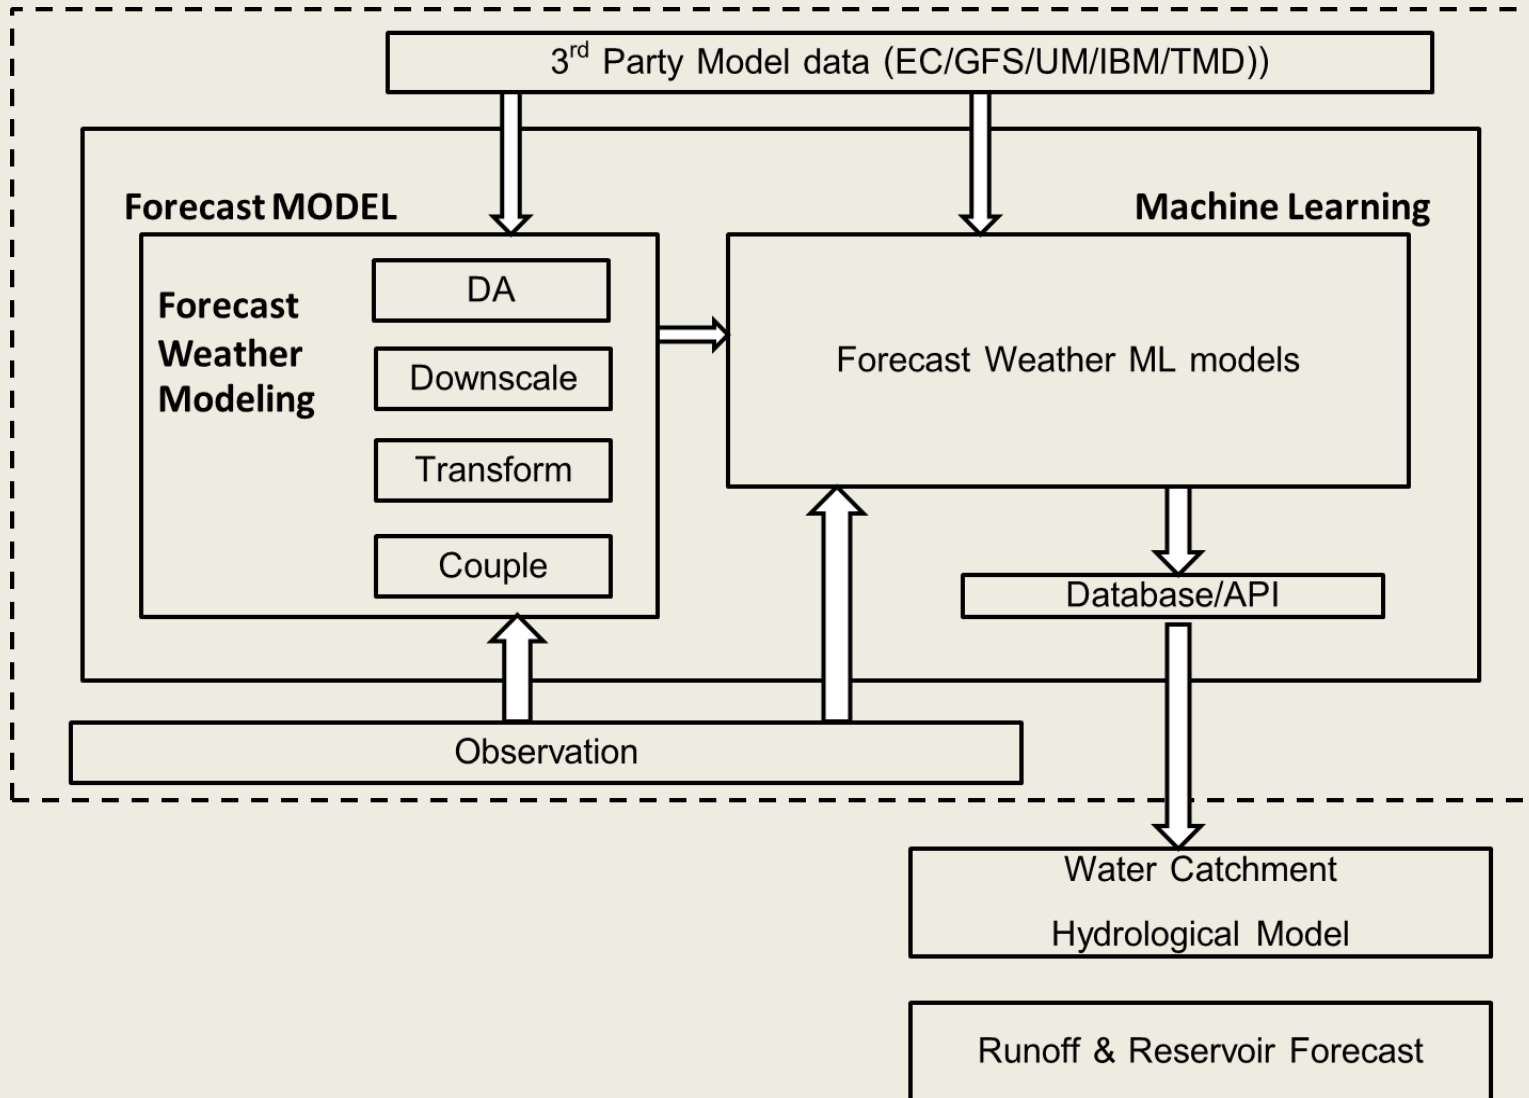 3rd Party Model data (EC/GFS/UM/IBM/TMD))
Forecast MODEL
Machine Learning
Forecast
Weather
Modeling
DA
Downscale
Transform
Couple
Forecast Weather ML models
Database/API
Observation
Water Catchment
Hydrological Model
Runoff & Reservoir Forecast